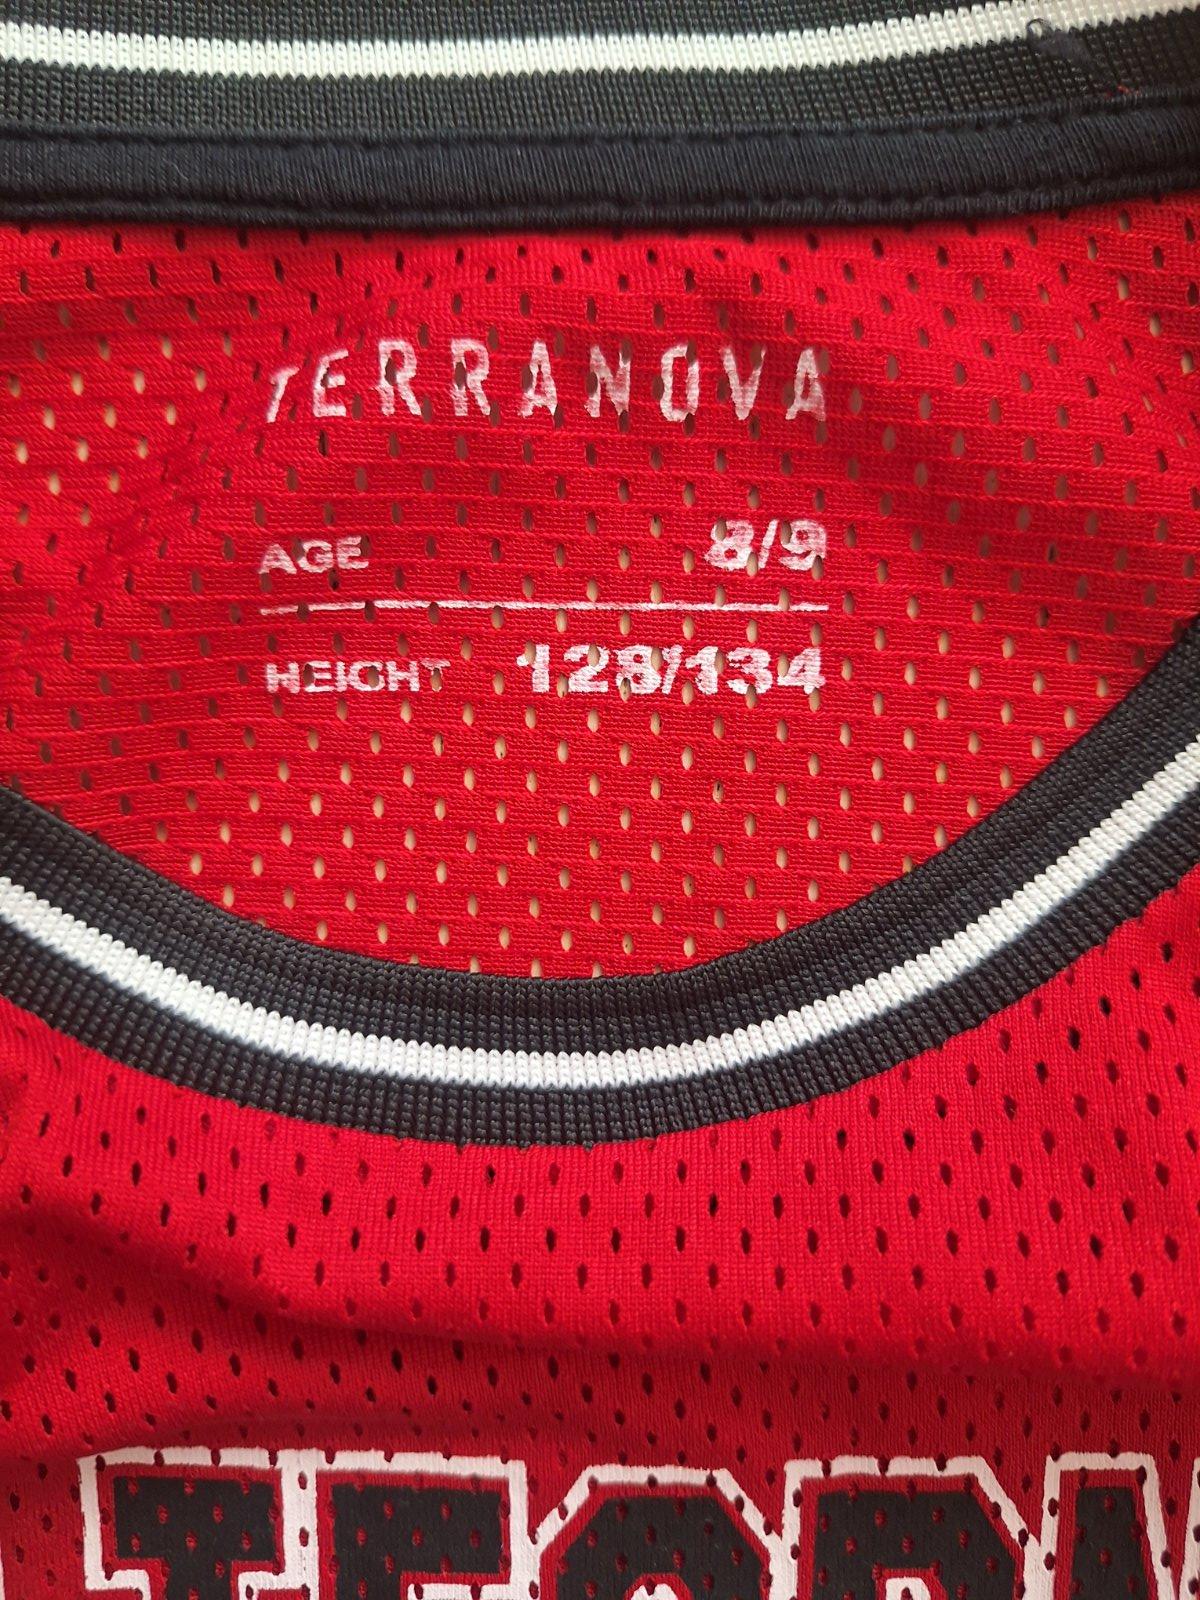 TERRANOVA
AGE 8/9
HEIGHT 128/134